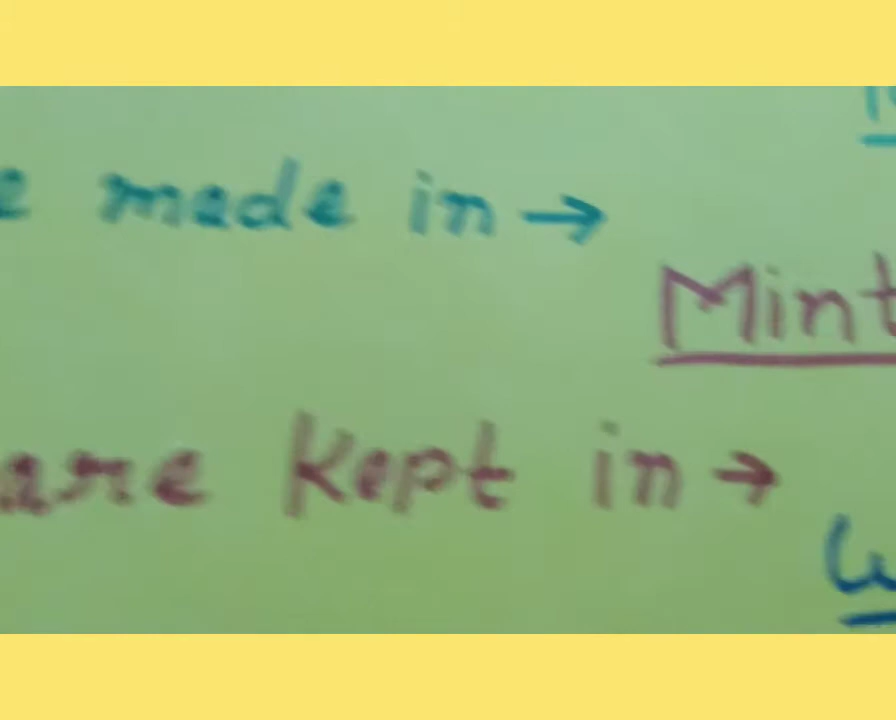 made in →
Mint
are kept in →